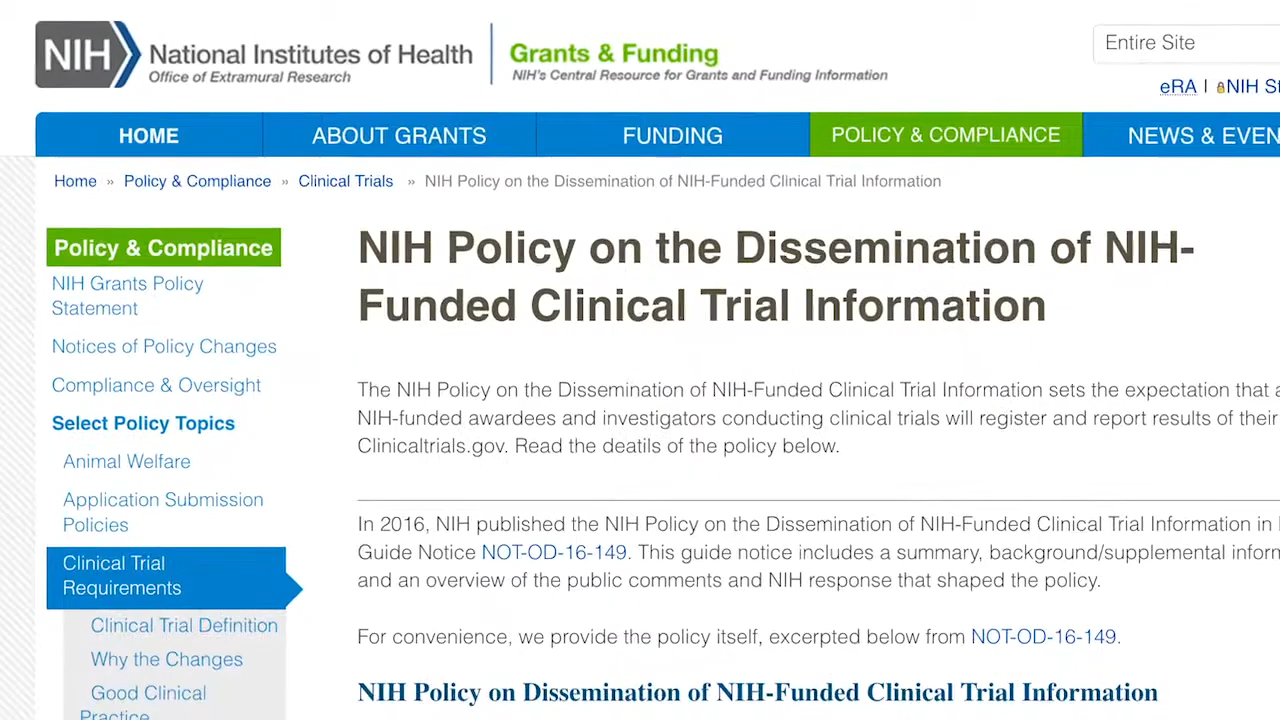 NIH National Institutes of Health
Office of Extramural Research
Grants & Funding
NIH's Central Resource for Grants and Funding Information
Entire Site
eRA | NIH
HOME ABOUT GRANTS FUNDING POLICY & COMPLIANCE NEWS &
Home » Policy & Compliance » Clinical Trials » NIH Policy on the Dissemination of NIH-Funded Clinical Trial Information
Policy & Compliance
NIH Grants Policy
Statement
Notices of Policy Changes
Compliance & Oversight
Select Policy Topics
Animal Welfare
Application Submission
Policies
Clinical Trial
Requirements
Clinical Trial Definition
Why the Changes
Good Clinical
Practice
NIH Policy on the Dissemination of NIH-
Funded Clinical Trial Information
The NIH Policy on the Dissemination of NIH-Funded Clinical Trial Information sets the expectation that
NIH-funded awardees and investigators conducting clinical trials will register and report results of their
Clinicaltrials.gov. Read the deatils of the policy below.
In 2016, NIH published the NIH Policy on the Dissemination of NIH-Funded Clinical Trial Information in
Guide Notice NOT-OD-16-149. This guide notice includes a summary, background/supplemental
and an overview of the public comments and NIH response that shaped the policy.
For convenience, we provide the policy itself, excerpted below from NOT-OD-16-149.
NIH Policy on Dissemination of NIH-Funded Clinical Trial Information